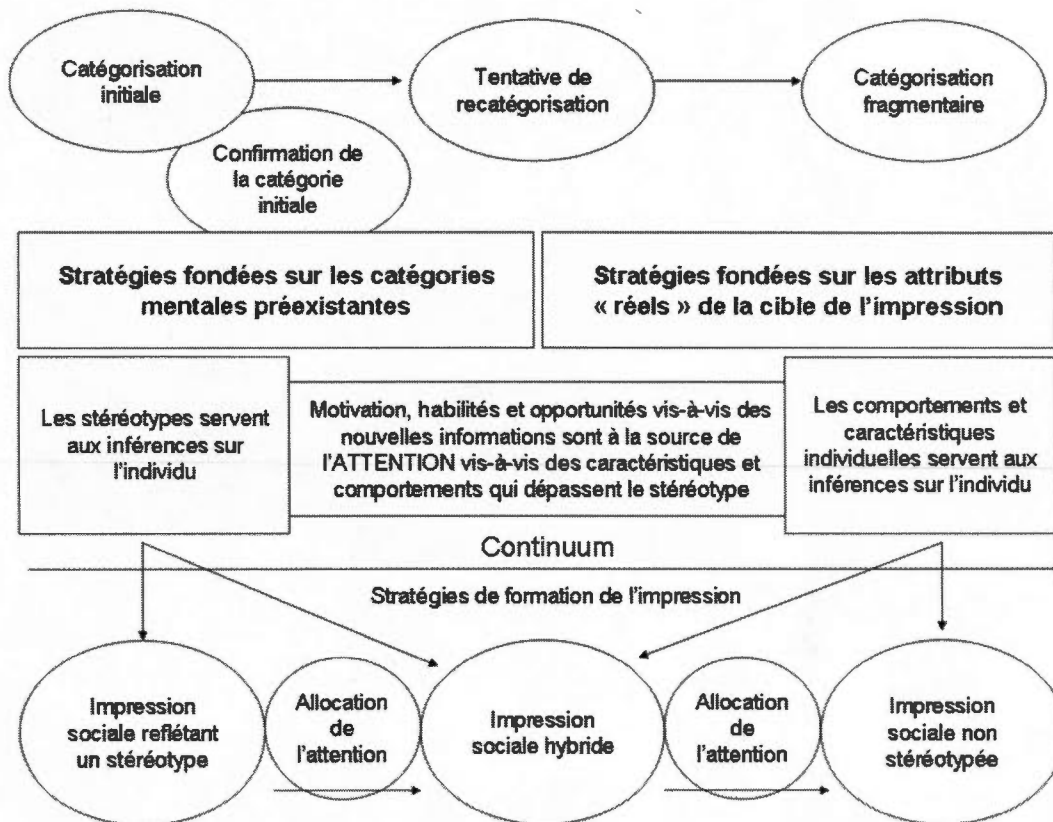 Catégorisation
initiale
Tentative de
recatégorisation
Catégorisation
fragmentaire
Confirmation de
la catégorie
initiale
Stratégies fondées sur les catégories
mentales préexistantes
Stratégies fondées sur les attributs
« réels » de la cible de l'impression
Les stéréotypes servent
aux inférences sur
l'individu
Motivation, habilités et opportunités vis-à-vis des
nouvelles informations sont à la source de
l'ATTENTION vis-à-vis des caractéristiques et
comportements qui dépassent le stéréotype
Les comportements et
caractéristiques
individuelles servent aux
inférences sur l'individu
Continuum
Stratégies de formation de l'impression
Impression
sociale reflétant
un stéréotype
Allocation
de
l'attention
Impression
sociale hybride
Allocation
de
l'attention
Impression
sociale non
stéréotypée